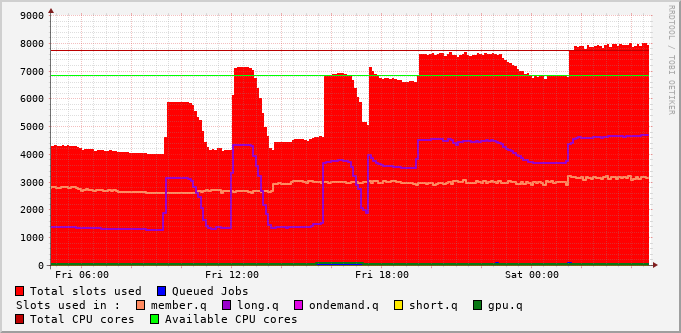 9000
8000
7000
6000
5000
4000
3000
2000
1000
0
Fri 06:00 Fri 12:00 Fri 18:00 Sat 00:00
RRDTOOL / TOBI OETIKER
Total slots used Queued Jobs
Slots used in : member.q long.q ondemand.q short.q gpu.q
Total CPU cores Available CPU cores